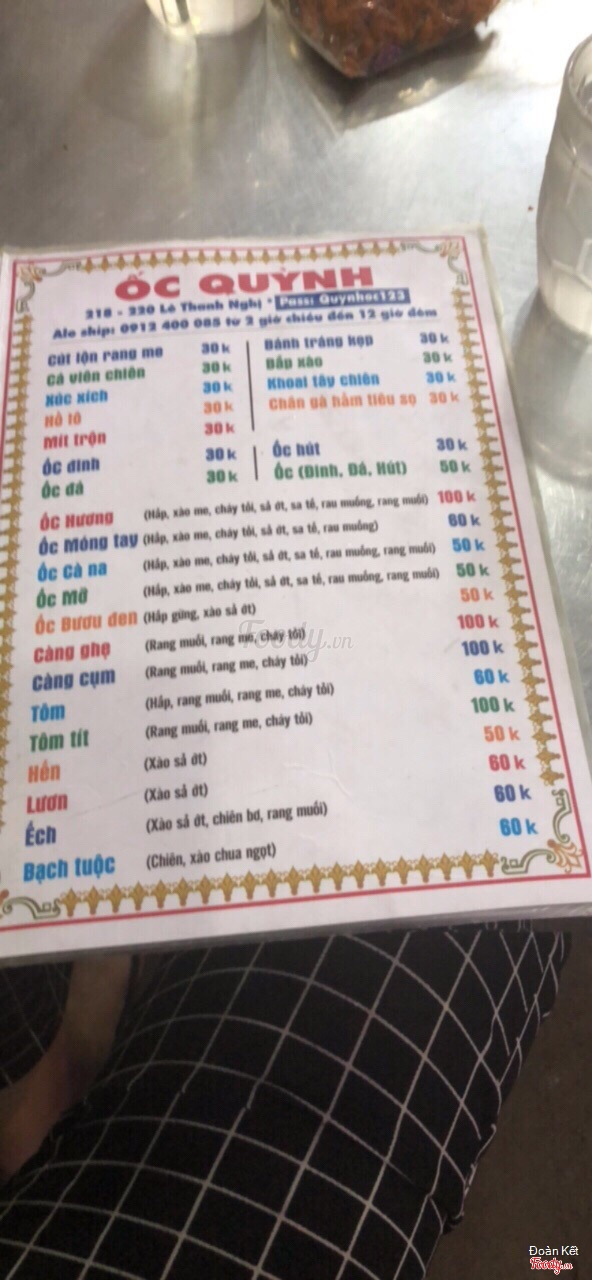 ỐC QUỲNH
218 - 220 Lê Thanh Nghị - Pass: Quynhoc123
Alo ship: 0912 400 085 từ 2 giờ chiều đến 12 giờ đêm
Cút lộn rang me 30k
Cá viên chiên 30k
Xúc xích 30k
Hồ lô 30k
Mít trộn 30k
Bánh tráng kẹp 30k
Bắp xào 30k
Khoai tây chiên 30k
Chân gà hầm tiêu sọ 30k
Ốc đinh 30k
Ốc đá 30k
Ốc hút 30k
Ốc (Đinh, Đá, Hút) 50k
Ốc Hương (Hấp, xào me, cháy tỏi, sả ớt, sa tế, rau muống, rang muối) 100k
Ốc Móng tay (Hấp, xào me, cháy tỏi, sả ớt, sa tế, rau muống) 60k
Ốc Cà na (Hấp, xào me, cháy tỏi, sả ớt, sa tế, rau muống, rang muối) 50k
Ốc Mỡ (Hấp, xào me, cháy tỏi, sả ớt, sa tế, rau muống, rang muối) 50k
Ốc Bươu đen (Hấp gừng, xào sả ớt) 50k
Càng ghẹ (Rang muối, rang me, cháy tỏi) 100k
Càng cụm (Rang muối, rang me, cháy tỏi) 100k
Tôm (Hấp, rang muối, rang me, cháy tỏi) 60k
Tôm tít (Rang muối, rang me, cháy tỏi) 100k
Hến (Xào sả ớt) 50k
Lươn (Xào sả ớt) 60k
Ếch (Xào sả ớt, chiên bơ, rang muối) 60k
Bạch tuộc (Chiên, xào chua ngọt) 60k
Foody.vn
Đoàn Kết
Foody.vn